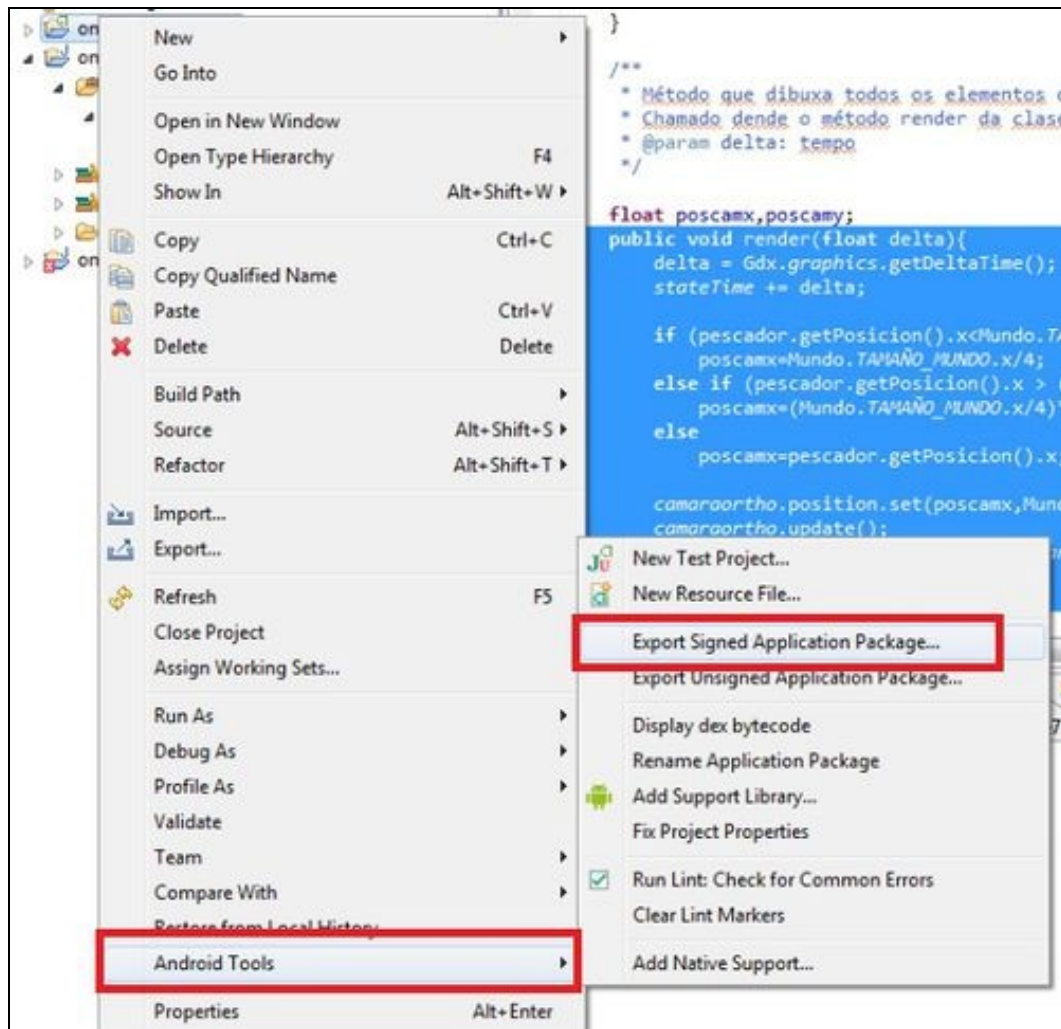 on
on
on
New
Go Into
Open in New Window
Open Type Hierarchy F4
Show In Alt+Shift+W
Copy Ctrl+C
Copy Qualified Name
Paste Ctrl+V
Delete Delete
Build Path
Source Alt+Shift+S
Refactor Alt+Shift+T
Import...
Export...
Refresh F5
Close Project
Assign Working Sets...
Run As
Debug As
Profile As
Validate
Team
Compare With
Restore from Local History...
Android Tools
Properties Alt+Enter
New Test Project...
New Resource File...
Export Signed Application Package...
Export Unsigned Application Package...
Display dex bytecode
Rename Application Package
Add Support Library...
Fix Project Properties
Run Lint: Check for Common Errors
Clear Lint Markers
Add Native Support...
}
/**
* Método que dibuxa todos os elementos
* Chamado dende o método render da clase
* @param delta: tempo
*/
float poscamx,poscamy;
public void render(float delta){
delta = Gdx.graphics.getDeltaTime();
stateTime += delta;
if (pescador.getPosicion().x<Mundo.
poscamx=Mundo.TAMAÑO_MUNDO.x/4;
else if (pescador.getPosicion().x >
poscamx=(Mundo.TAMAÑO_MUNDO.x/4)
else
poscamx=pescador.getPosicion().x
camaraortho.position.set(poscamx,
camaraortho.update();